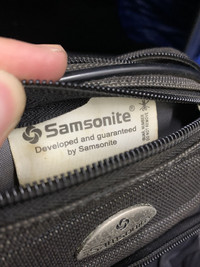 Samsonite®
Developed and guaranteed
by Samsonite